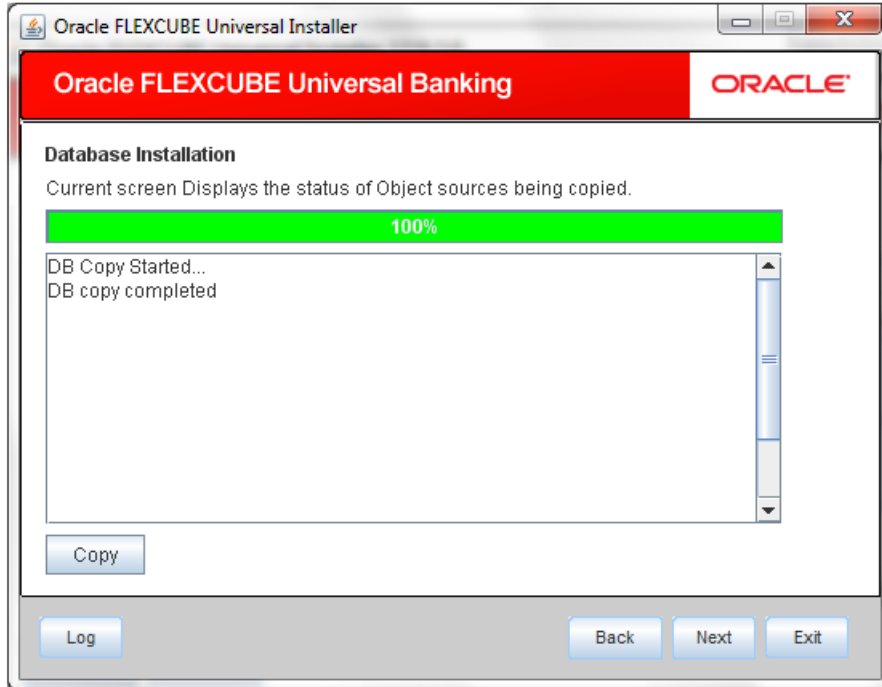 Oracle FLEXCUBE Universal Installer
Oracle FLEXCUBE Universal Banking
ORACLE
Database Installation
Current screen Displays the status of Object sources being copied.
100%
DB Copy Started...
DB copy completed
Copy
Log
Back
Next
Exit